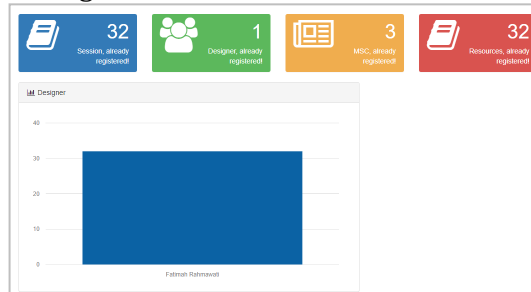 32
Session, already
registered!
1
Designer, already
registered!
3
MSC, already
registered!
32
Resources, already
registered!
Designer
40
30
20
10
0
Fatimah Rahmawati